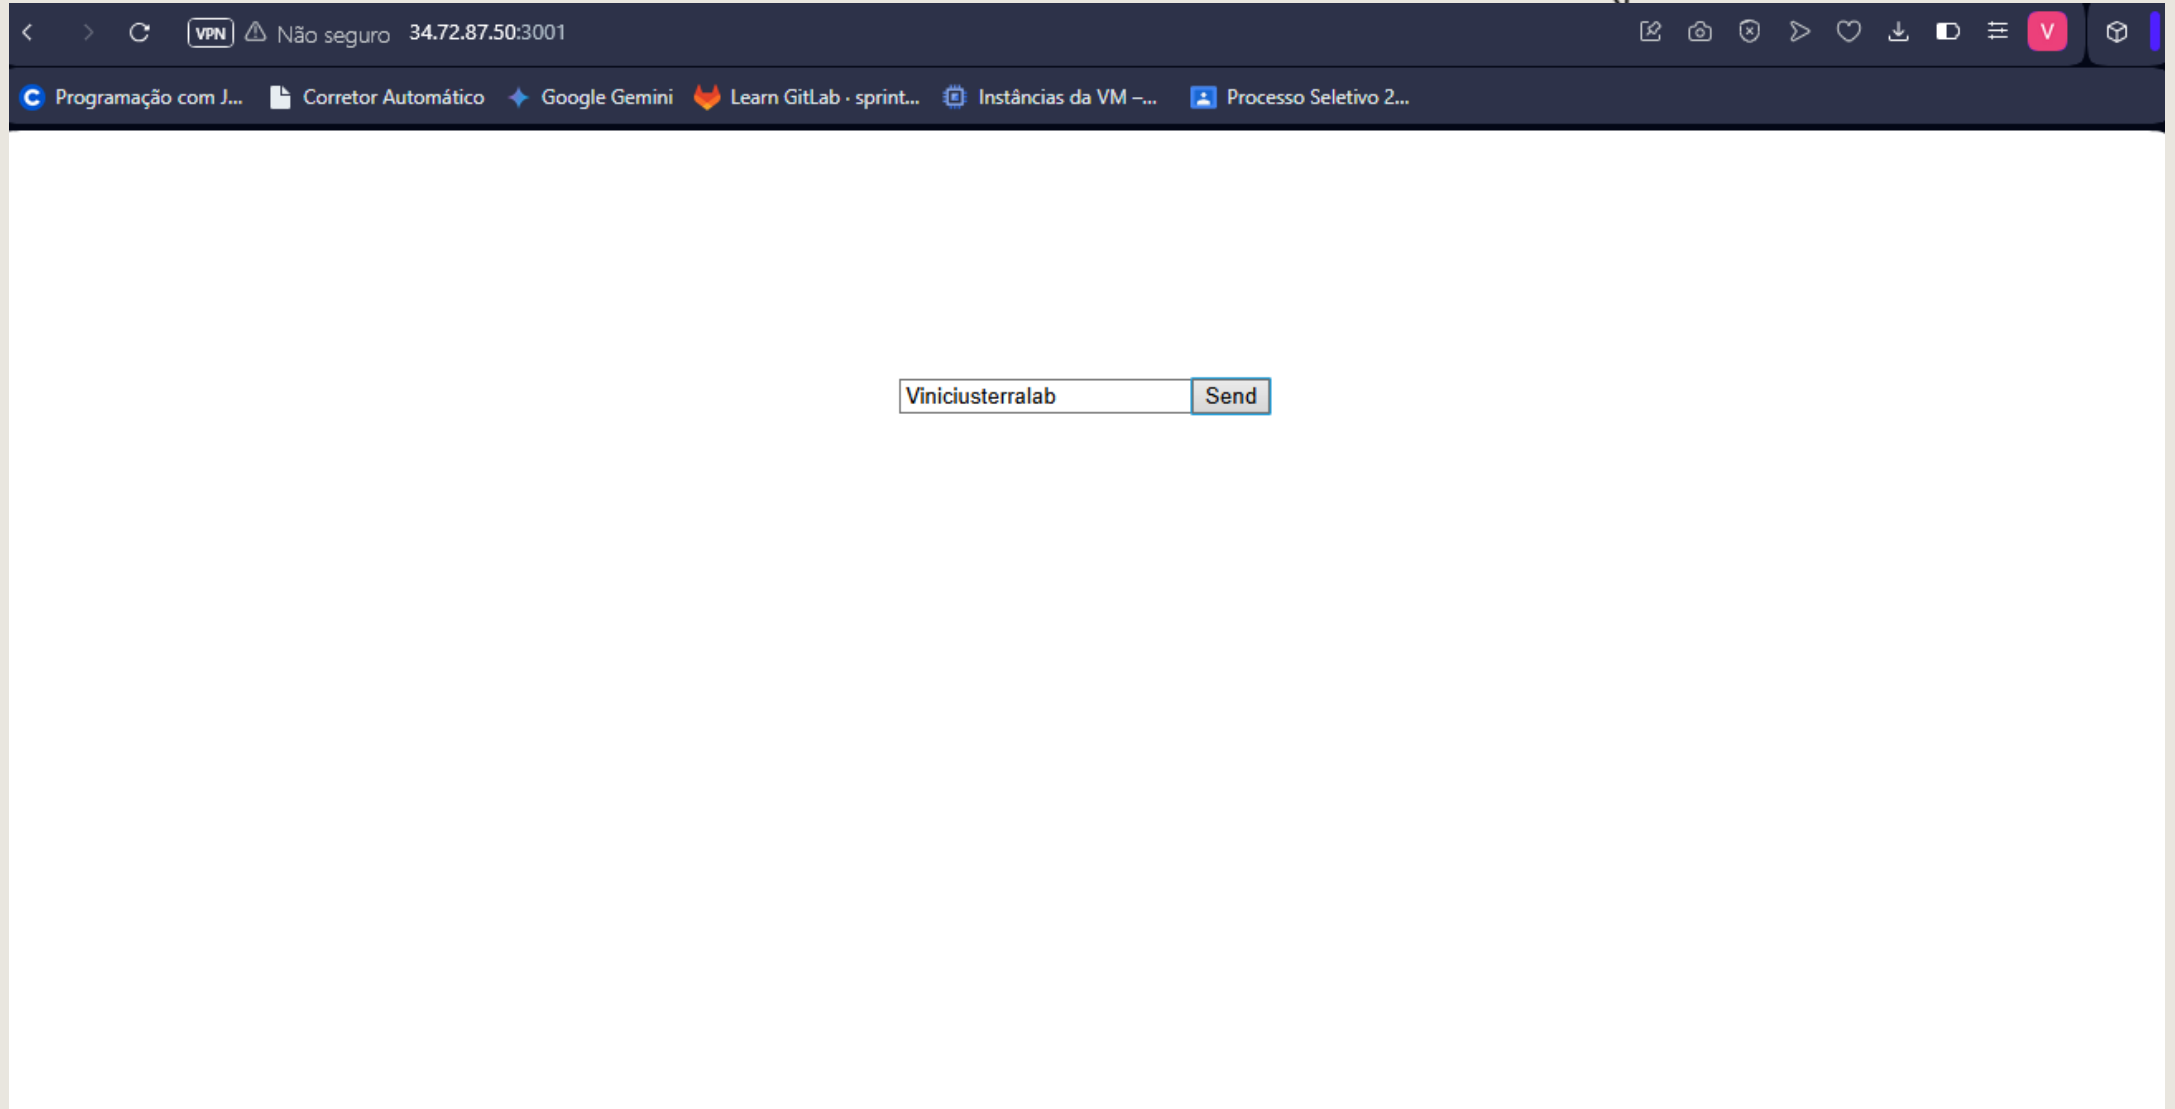 VPN Não seguro 34.72.87.50:3001 V
Programação com J... Corretor Automático Google Gemini Learn GitLab · sprint... Instâncias da VM –... Processo Seletivo 2...
Viniciusterralab Send